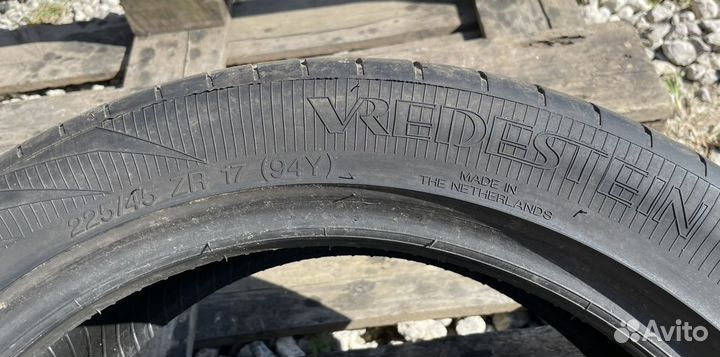 VREDESTEIN
225/45 ZR 17 (94Y)
MADE IN
THE NETHERLANDS
Avito